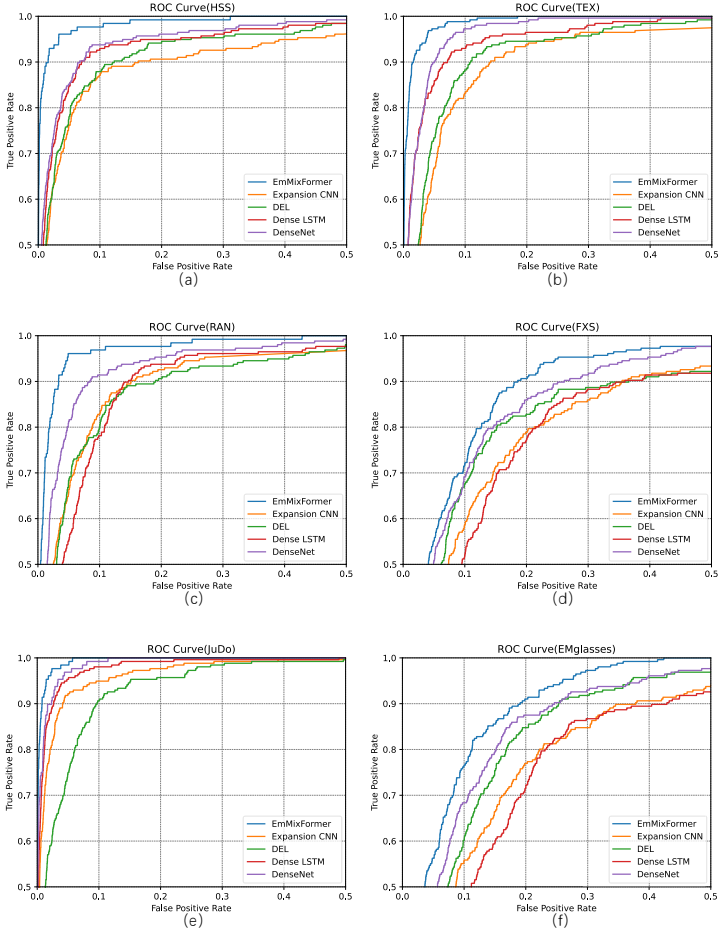 ROC Curve(HSS)
True Positive Rate
1.0
0.9
0.8
0.7
0.6
0.5
EmMixFormer
Expansion CNN
DEL
Dense LSTM
DenseNet
0.0 0.1 0.2 0.3 0.4 0.5
False Positive Rate
(a)
ROC Curve(TEX)
True Positive Rate
1.0
0.9
0.8
0.7
0.6
0.5
EmMixFormer
Expansion CNN
DEL
Dense LSTM
DenseNet
0.0 0.1 0.2 0.3 0.4 0.5
False Positive Rate
(b)
ROC Curve(RAN)
True Positive Rate
1.0
0.9
0.8
0.7
0.6
0.5
EmMixFormer
Expansion CNN
DEL
Dense LSTM
DenseNet
0.0 0.1 0.2 0.3 0.4 0.5
False Positive Rate
(c)
ROC Curve(FXS)
True Positive Rate
1.0
0.9
0.8
0.7
0.6
0.5
EmMixFormer
Expansion CNN
DEL
Dense LSTM
DenseNet
0.0 0.1 0.2 0.3 0.4 0.5
False Positive Rate
(d)
ROC Curve(JuDo)
True Positive Rate
1.0
0.9
0.8
0.7
0.6
0.5
EmMixFormer
Expansion CNN
DEL
Dense LSTM
DenseNet
0.0 0.1 0.2 0.3 0.4 0.5
False Positive Rate
(e)
ROC Curve(EMglasses)
True Positive Rate
1.0
0.9
0.8
0.7
0.6
0.5
EmMixFormer
Expansion CNN
DEL
Dense LSTM
DenseNet
0.0 0.1 0.2 0.3 0.4 0.5
False Positive Rate
(f)